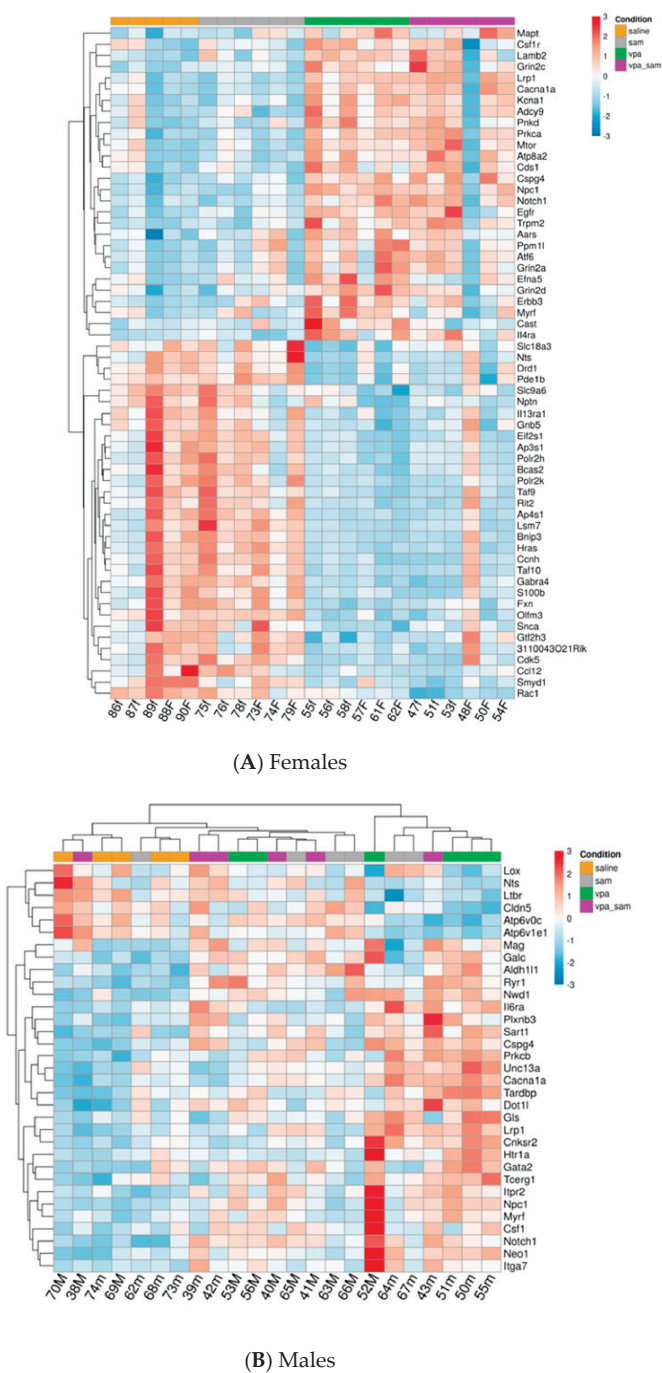 Condition
saline
sam
vpa
vpa_sam
3
2
1
0
-1
-2
-3
Mapt
Csf1r
Lamb2
Grin2c
Lrp1
Cacna1a
Kcna1
Adcy9
Pnkd
Prkca
Mtor
Atp8a2
Cds1
Cspg4
Npc1
Notch1
Egfr
Trpm2
Aars
Ppm1l
Atf6
Grin2a
Efna5
Grin2d
Erbb3
Myrf
Cast
Il4ra
Slc18a3
Nts
Drd1
Pde1b
Slc9a6
Nptn
Il13ra1
Gnb5
Eif2s1
Ap3s1
Polr2h
Bcas2
Polr2k
Taf9
Rit2
Ap4s1
Lsm7
Bnip3
Hras
Ccnh
Taf10
Gabra4
S100b
Fxn
Olfm3
Snca
Gtf2h3
3110043O21Rik
Cdk5
Ccl12
Smyd1
Rac1
86f 87f 89f 88F 90F 75f 76f 78f 73F 74F 79F 55f 56f 58f 57F 61F 62F 47f 51f 53f 48F 50F 54F
(A) Females
Condition
saline
sam
vpa
vpa_sam
3
2
1
0
-1
-2
-3
Lox
Nts
Ltbr
Cldn5
Atp6v0c
Atp6v1e1
Mag
Galc
Aldh1l1
Ryr1
Nwd1
Il6ra
Plxnb3
Sart1
Cspg4
Prkcb
Unc13a
Cacna1a
Tardbp
Dot1l
Gls
Lrp1
Cnksr2
Htr1a
Gata2
Tcerg1
Itpr2
Npc1
Myrf
Csf1
Notch1
Neo1
Itga7
70M 38M 74m 69M 62m 68m 73m 39m 42m 53M 56M 40M 65M 41M 63M 66M 52M 64m 67m 43m 51m 50m 55m
(B) Males